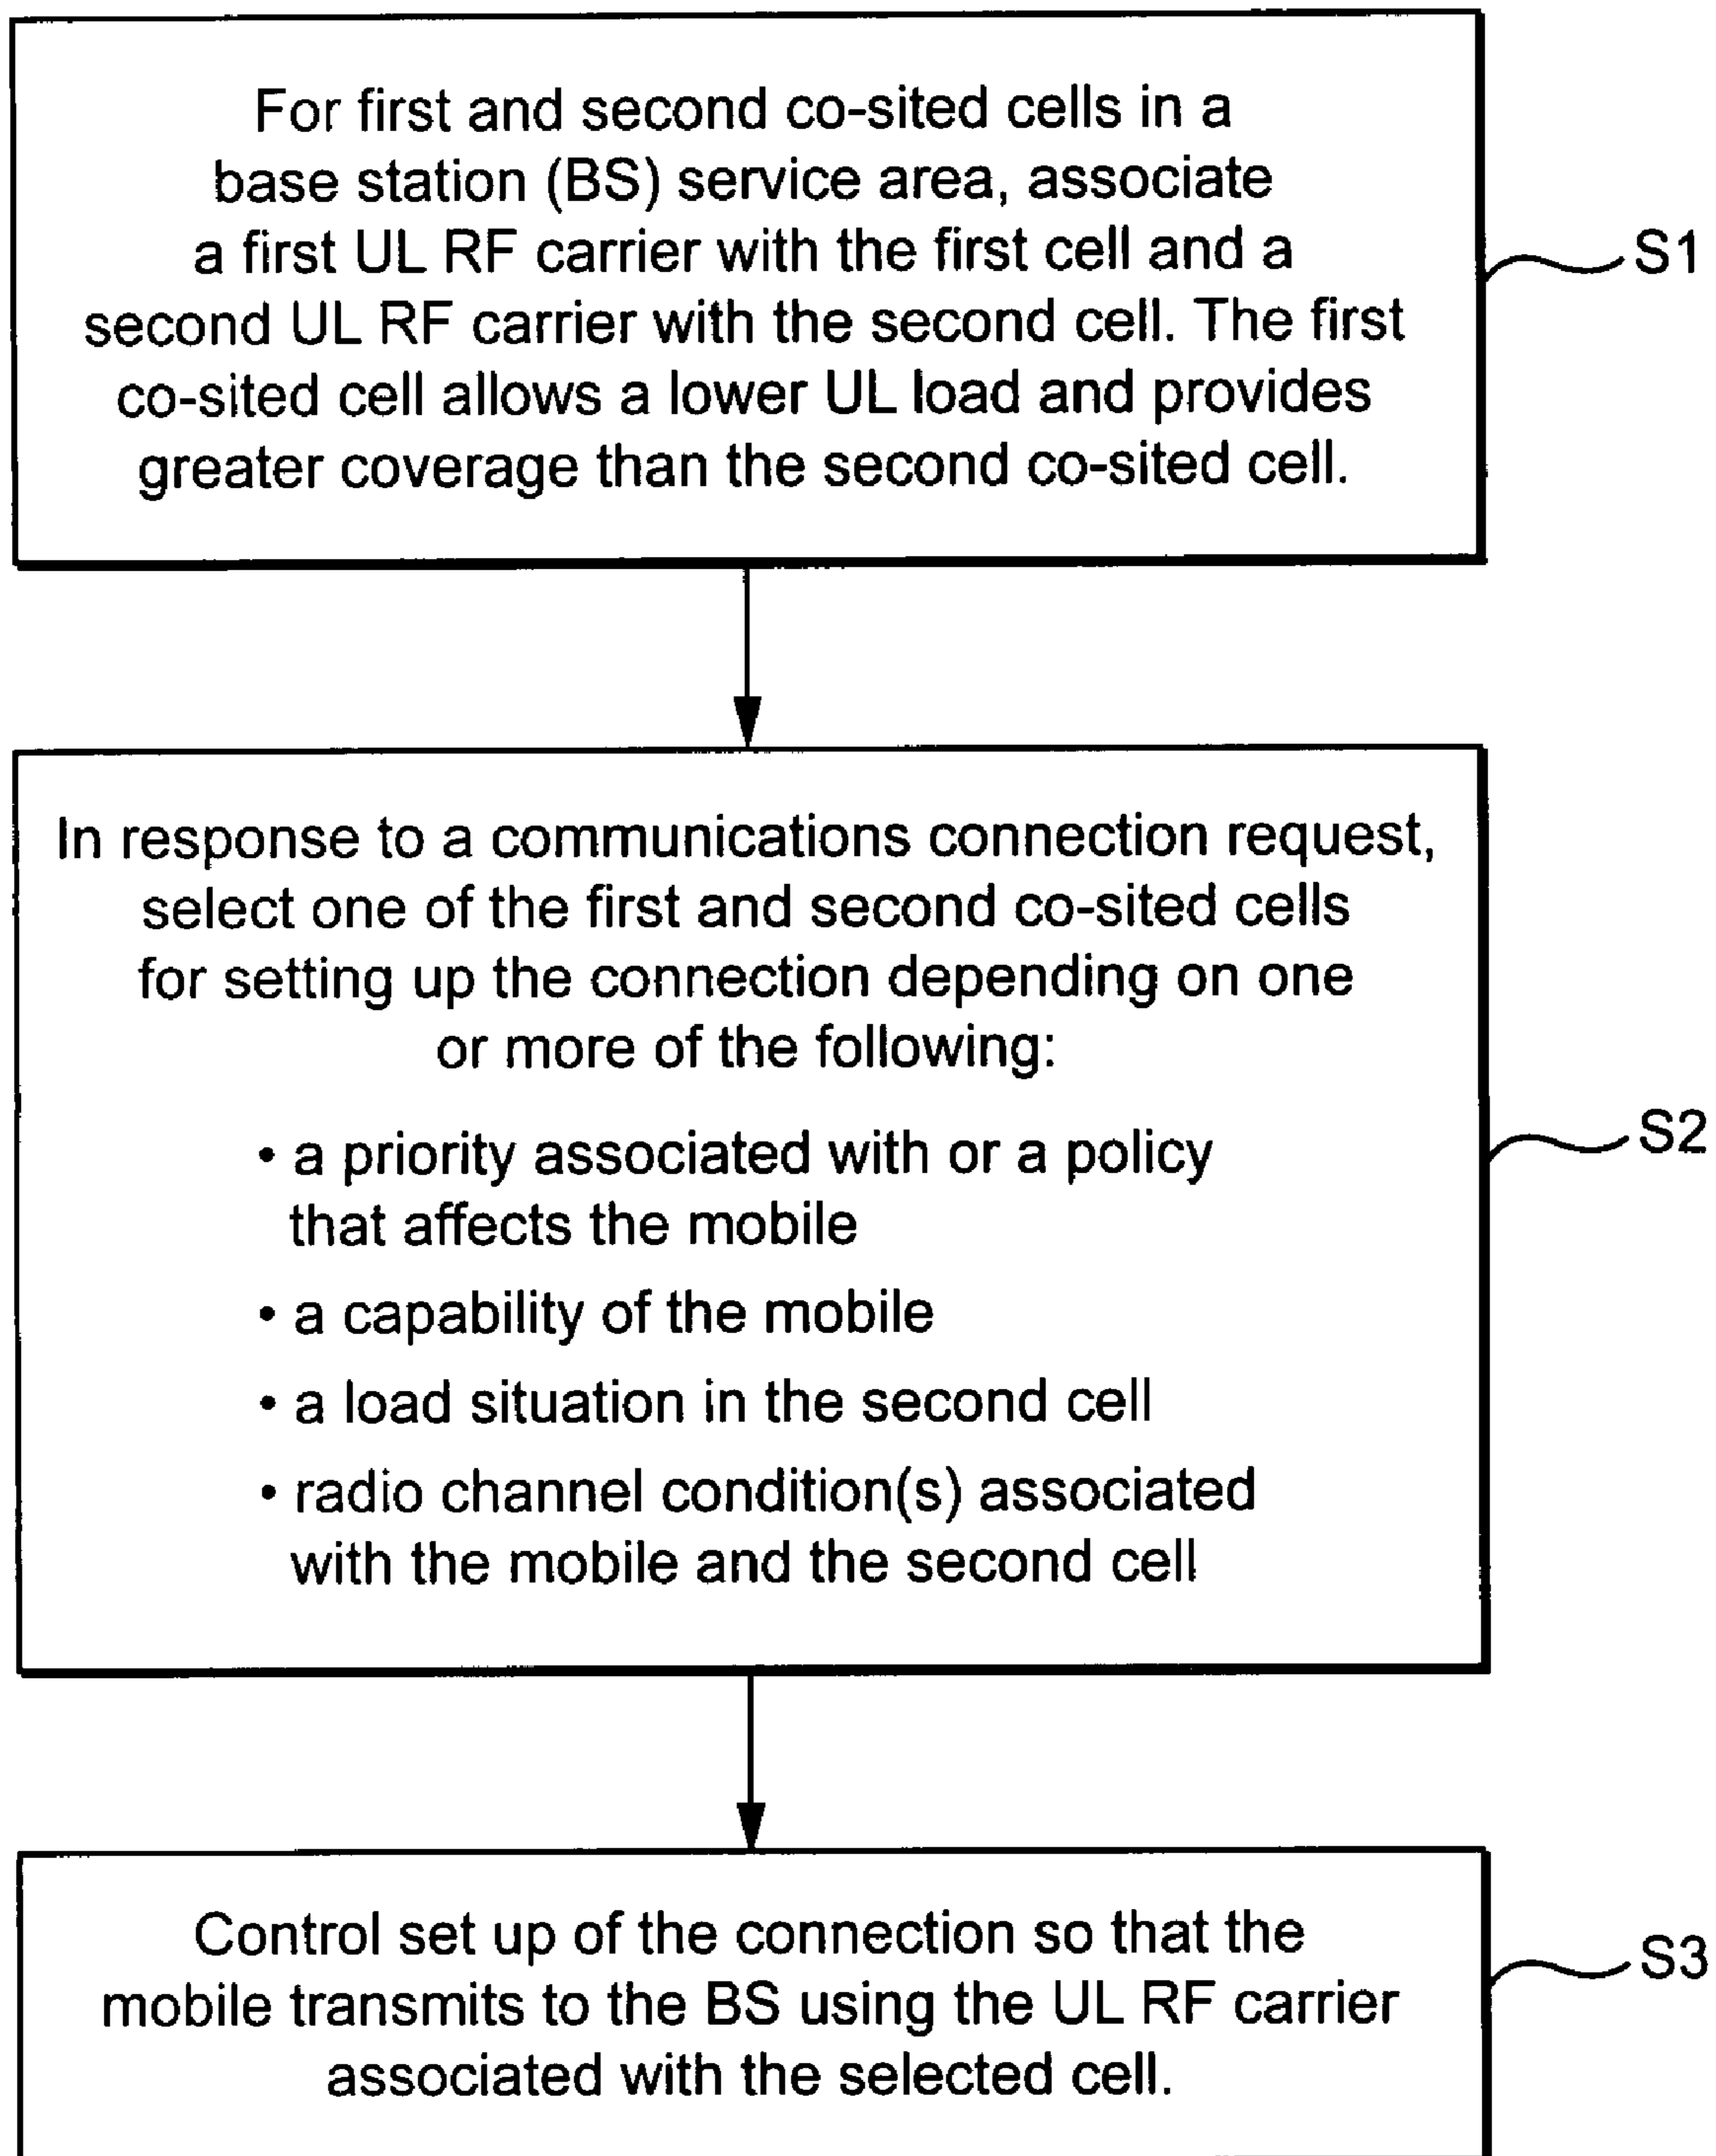 For first and second co-sited cells in a
base station (BS) service area, associate
a first UL RF carrier with the first cell and a
second UL RF carrier with the second cell. The first
co-sited cell allows a lower UL load and provides
greater coverage than the second co-sited cell.
S1
In response to a communications connection request,
select one of the first and second co-sited cells
for setting up the connection depending on one
or more of the following:
• a priority associated with or a policy
that affects the mobile
• a capability of the mobile
• a load situation in the second cell
• radio channel condition(s) associated
with the mobile and the second cell
S2
Control set up of the connection so that the
mobile transmits to the BS using the UL RF carrier
associated with the selected cell.
S3